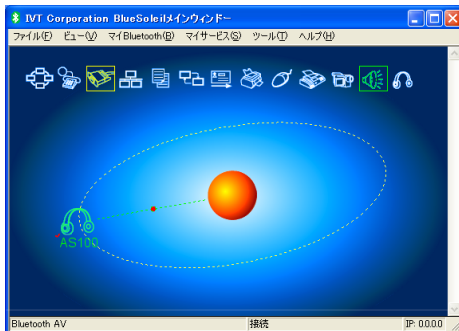 IVT Corporation BlueSoleilメインウィンドー
ファイル(F) ビュー(V) マイBluetooth(B) マイサービス(S) ツール(T) ヘルプ(H)
AS100
Bluetooth AV 接続 IP: 0.0.0.0